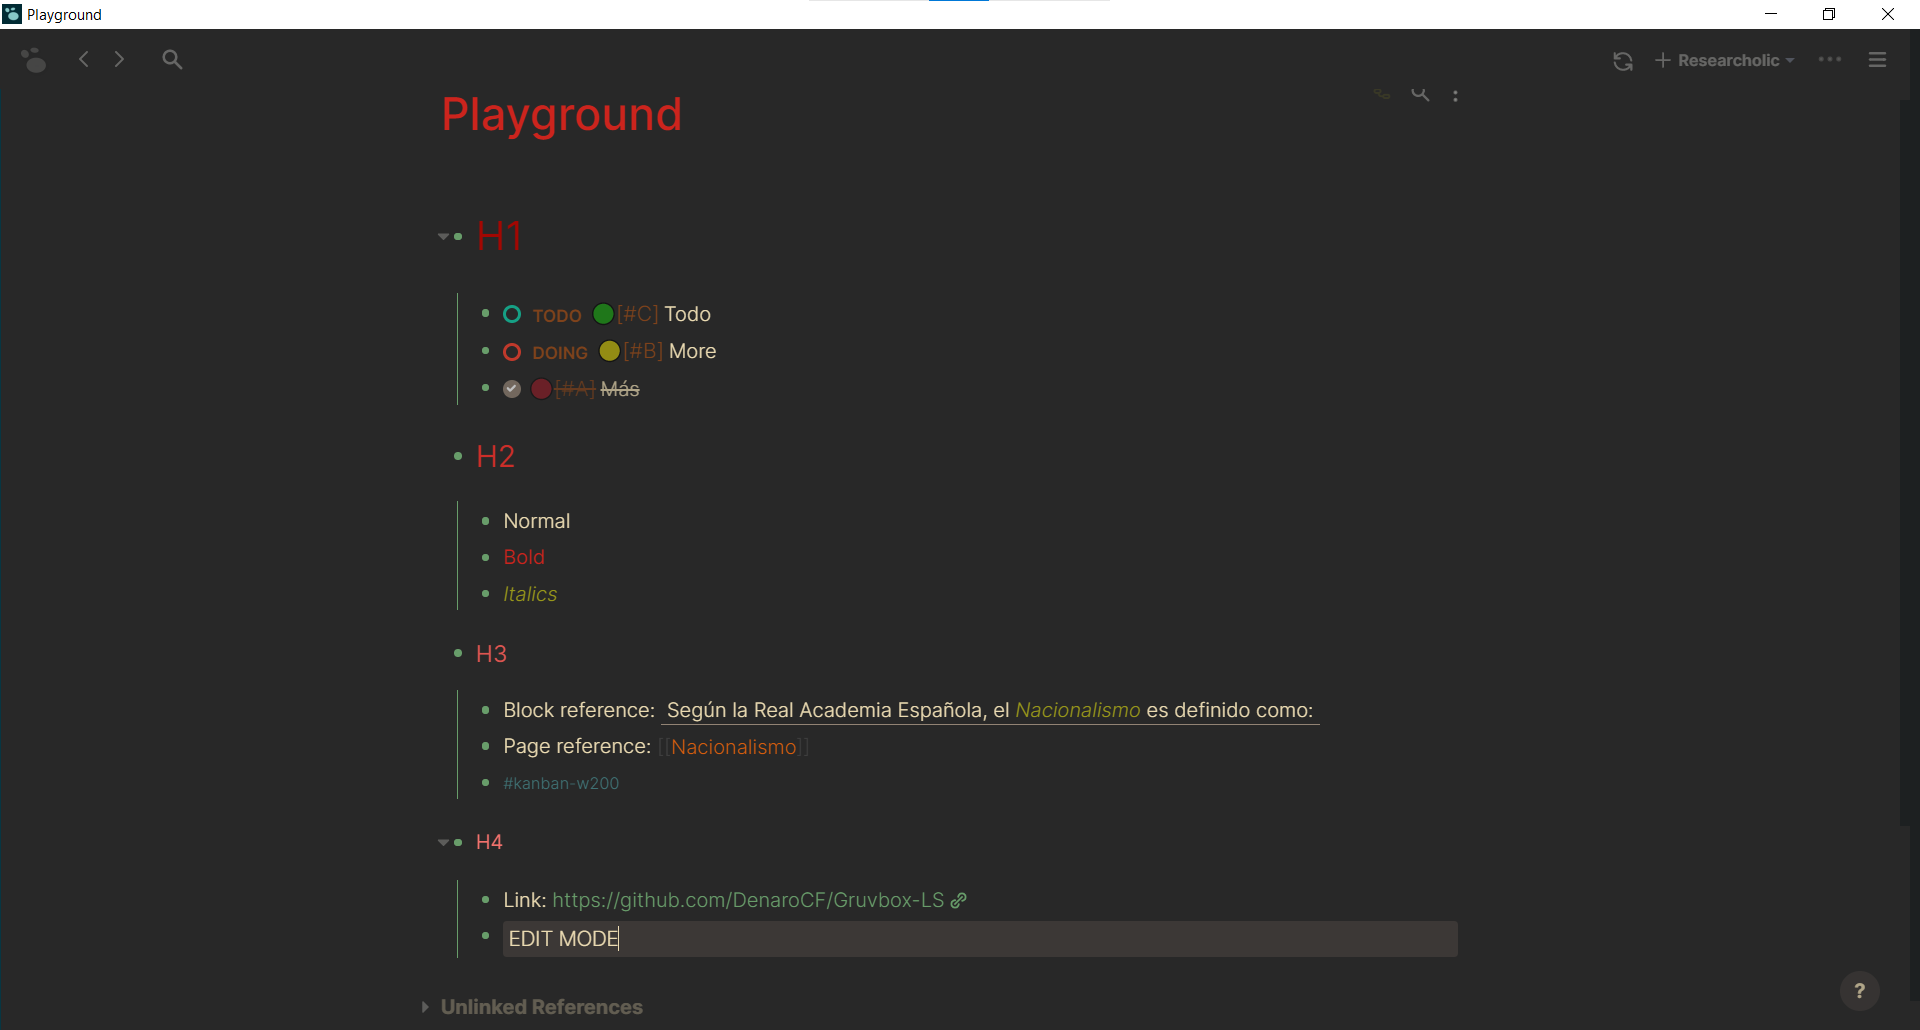 Playground
Researcholic
Playground
H1
TODO [#C] Todo
DOING [#B] More
[#A] Más
H2
Normal
Bold
Italics
H3
Block reference: Según la Real Academia Española, el Nacionalismo es definido como:
Page reference: [[Nacionalismo]]
#kanban-w200
H4
Link: https://github.com/DenaroCF/Gruvbox-LS
EDIT MODE
Unlinked References
?